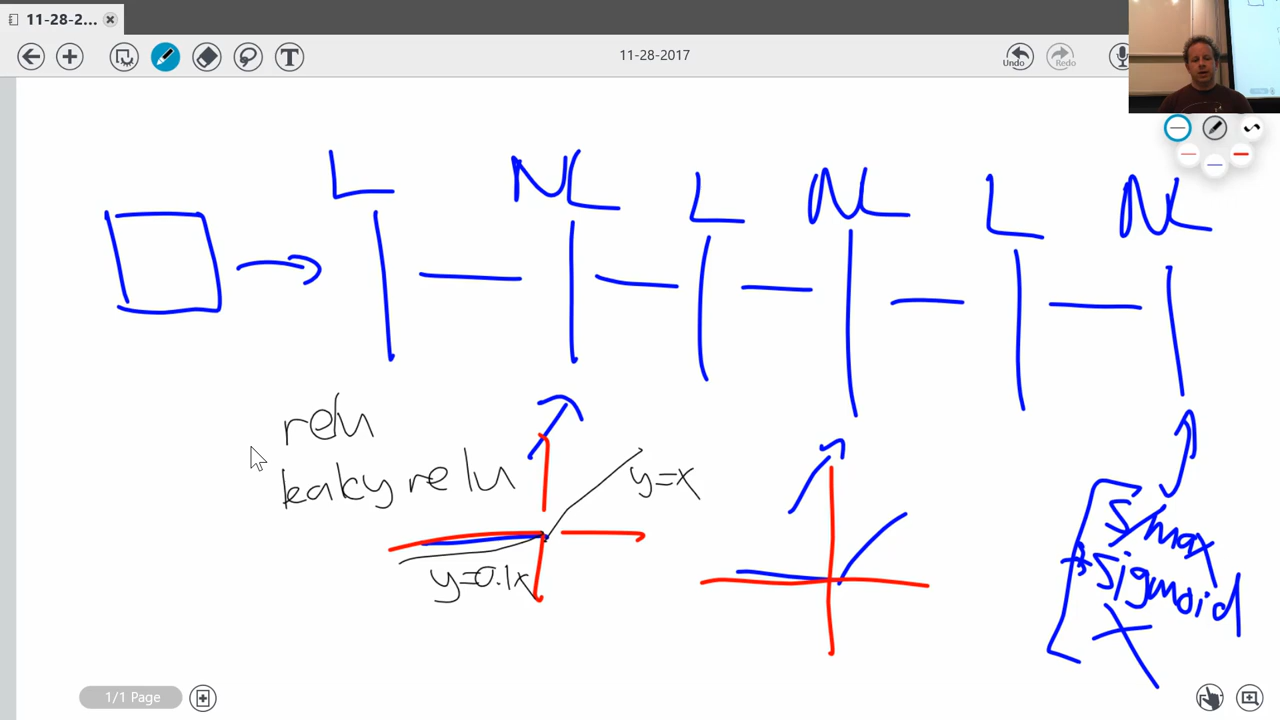 11-28-2...
11-28-2017
Undo
Redo
L NL L NL L NL
relu
leaky relu
y=x
y=0.1x
S/max
Sigmoid
1/1 Page